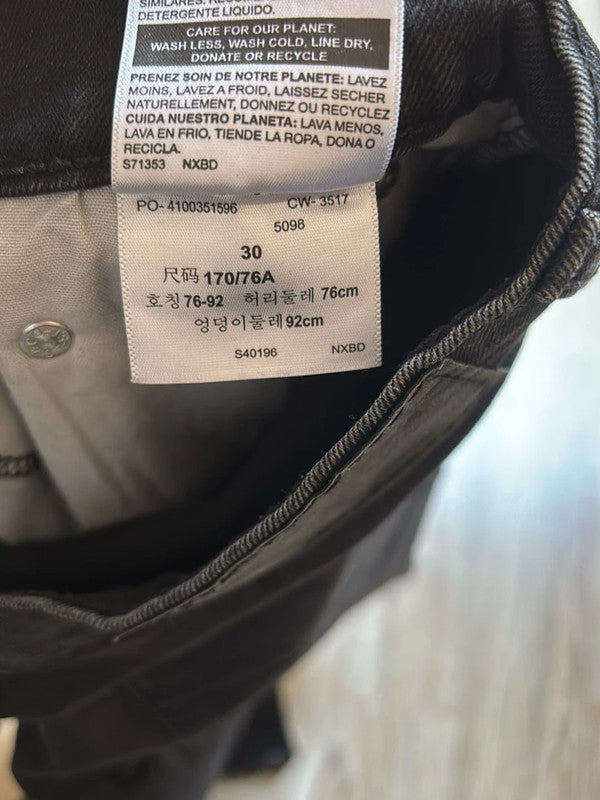 SIMILARES. 
DETERGENTE LIQUIDO.
CARE FOR OUR PLANET:
WASH LESS, WASH COLD, LINE DRY,
DONATE OR RECYCLE
PRENEZ SOIN DE NOTRE PLANETE: LAVEZ
MOINS, LAVEZ A FROID, LAISSEZ SECHER
NATURELLEMENT, DONNEZ OU RECYCLEZ
CUIDA NUESTRO PLANETA: LAVA MENOS,
LAVA EN FRIO, TIENDE LA ROPA, DONA O
RECICLA.
S71353 NXBD
PO- 4100351596 CW- 3517
5098
30
尺码 170/76A
호칭 76-92 허리둘레 76cm
엉덩이둘레 92cm
S40196 NXBD